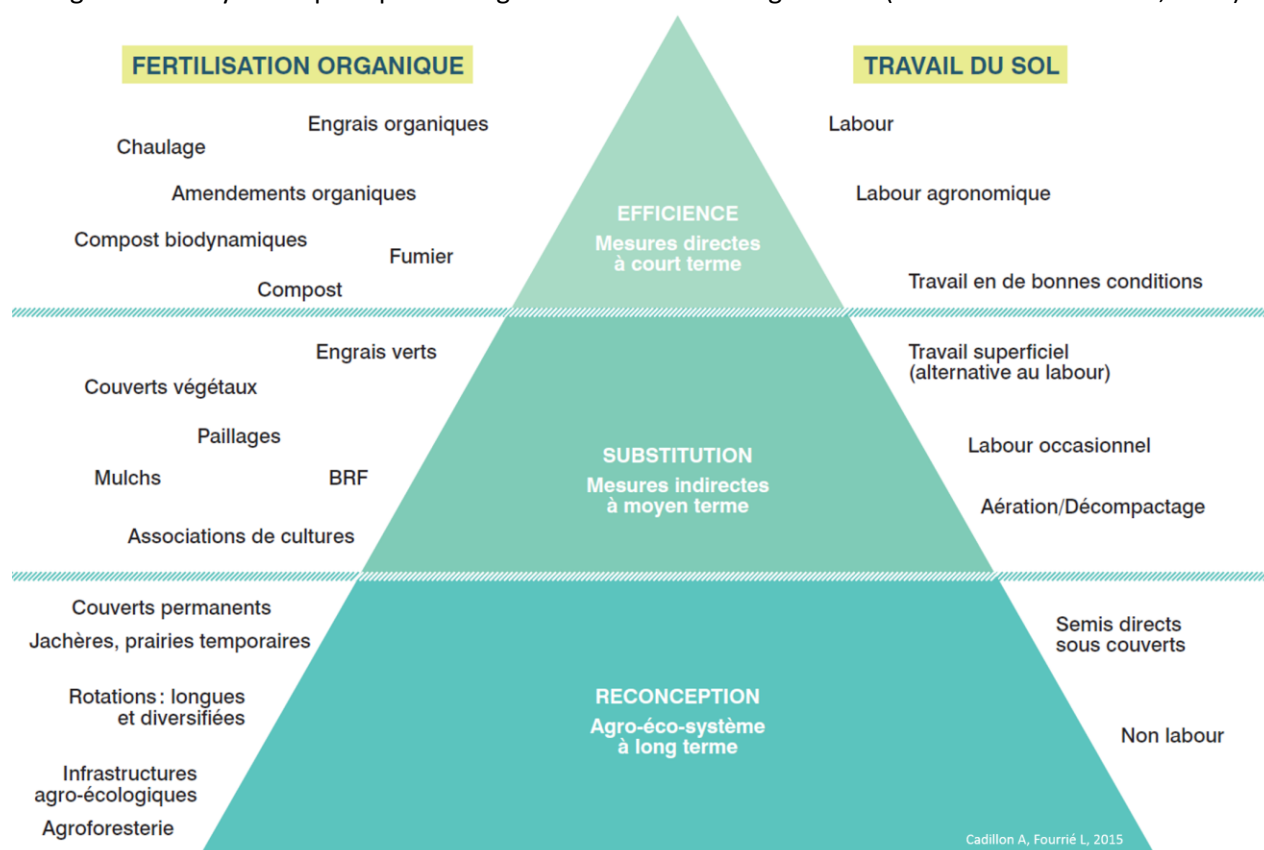 FERTILISATION ORGANIQUE
TRAVAIL DU SOL
Engrais organiques
Chaulage
Amendements organiques
Compost biodynamiques
Fumier
Compost
EFFICIENCE
Mesures directes
à court terme
Labour
Labour agronomique
Travail en de bonnes conditions
Engrais verts
Couverts végétaux
Paillages
Mulchs
BRF
Associations de cultures
SUBSTITUTION
Mesures indirectes
à moyen terme
Travail superficiel
(alternative au labour)
Labour occasionnel
Aération/Décompactage
Couverts permanents
Jachères, prairies temporaires
Rotations : longues
et diversifiées
Infrastructures
agro-écologiques
Agroforesterie
RECONCEPTION
Agro-éco-système
à long terme
Semis directs
sous couverts
Non labour
Cadillon A, Fourrié L, 2015